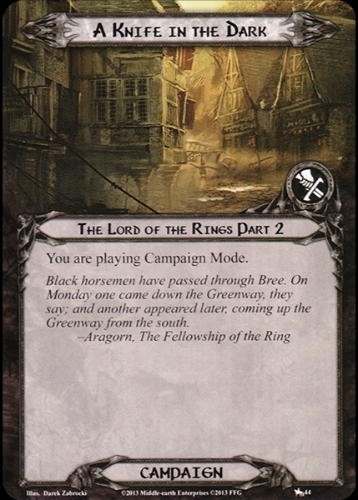 A Knife in the Dark
The Lord of the Rings Part 2
You are playing Campaign Mode.
Black horsemen have passed through Bree. On
Monday one came down the Greenway, they
say; and another appeared later, coming up the
Greenway from the south.
–Aragorn, The Fellowship of the Ring
CAMPAIGN
Illus. Darek Zabrocki ©2013 Middle-earth Enterprises ©2013 FFG 44